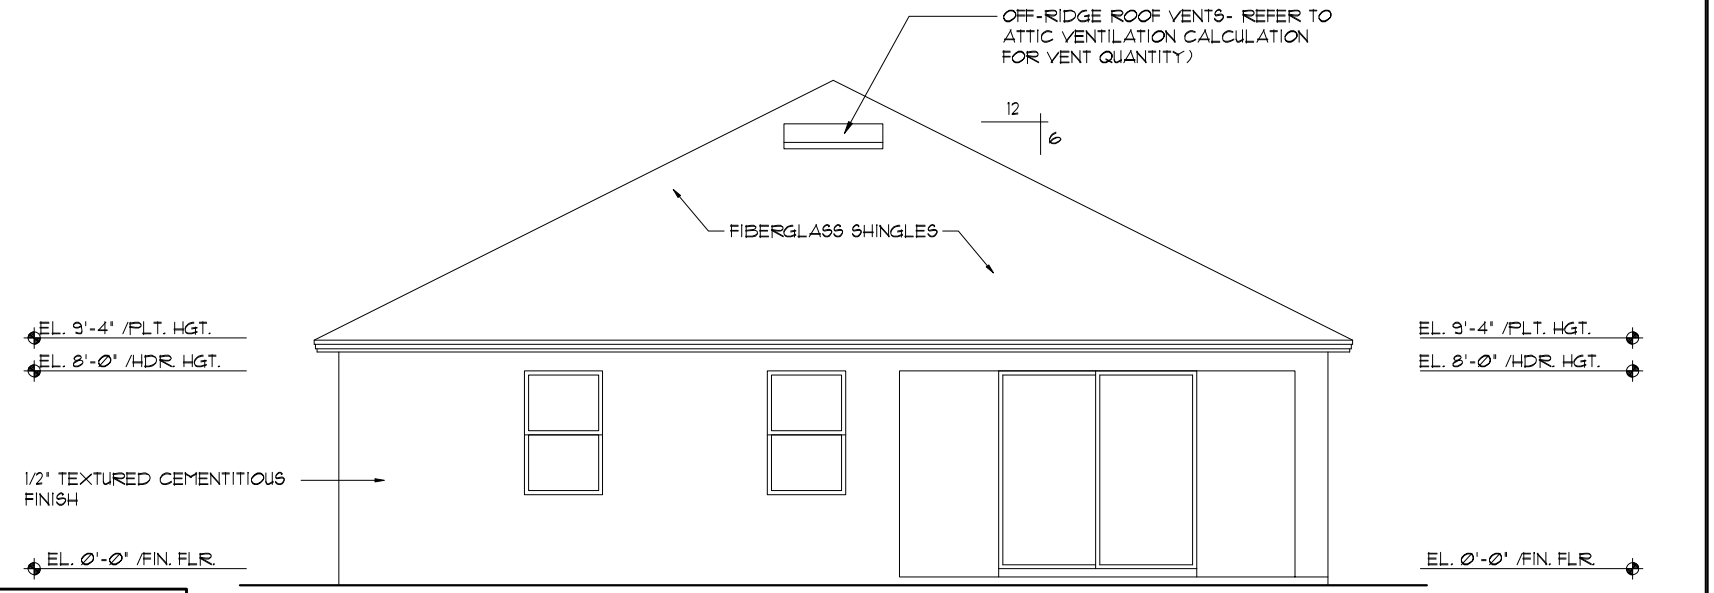 OFF-RIDGE ROOF VENTS- REFER TO
ATTIC VENTILATION CALCULATION
FOR VENT QUANTITY)
12
6
FIBERGLASS SHINGLES
EL. 9'-4" /PLT. HGT.
EL. 9'-4" /PLT. HGT.
EL. 8'-0" /HDR. HGT.
EL. 8'-0" /HDR. HGT.
1/2" TEXTURED CEMENTITIOUS
FINISH
EL. 0'-0" /FIN. FLR.
EL. 0'-0" /FIN. FLR.